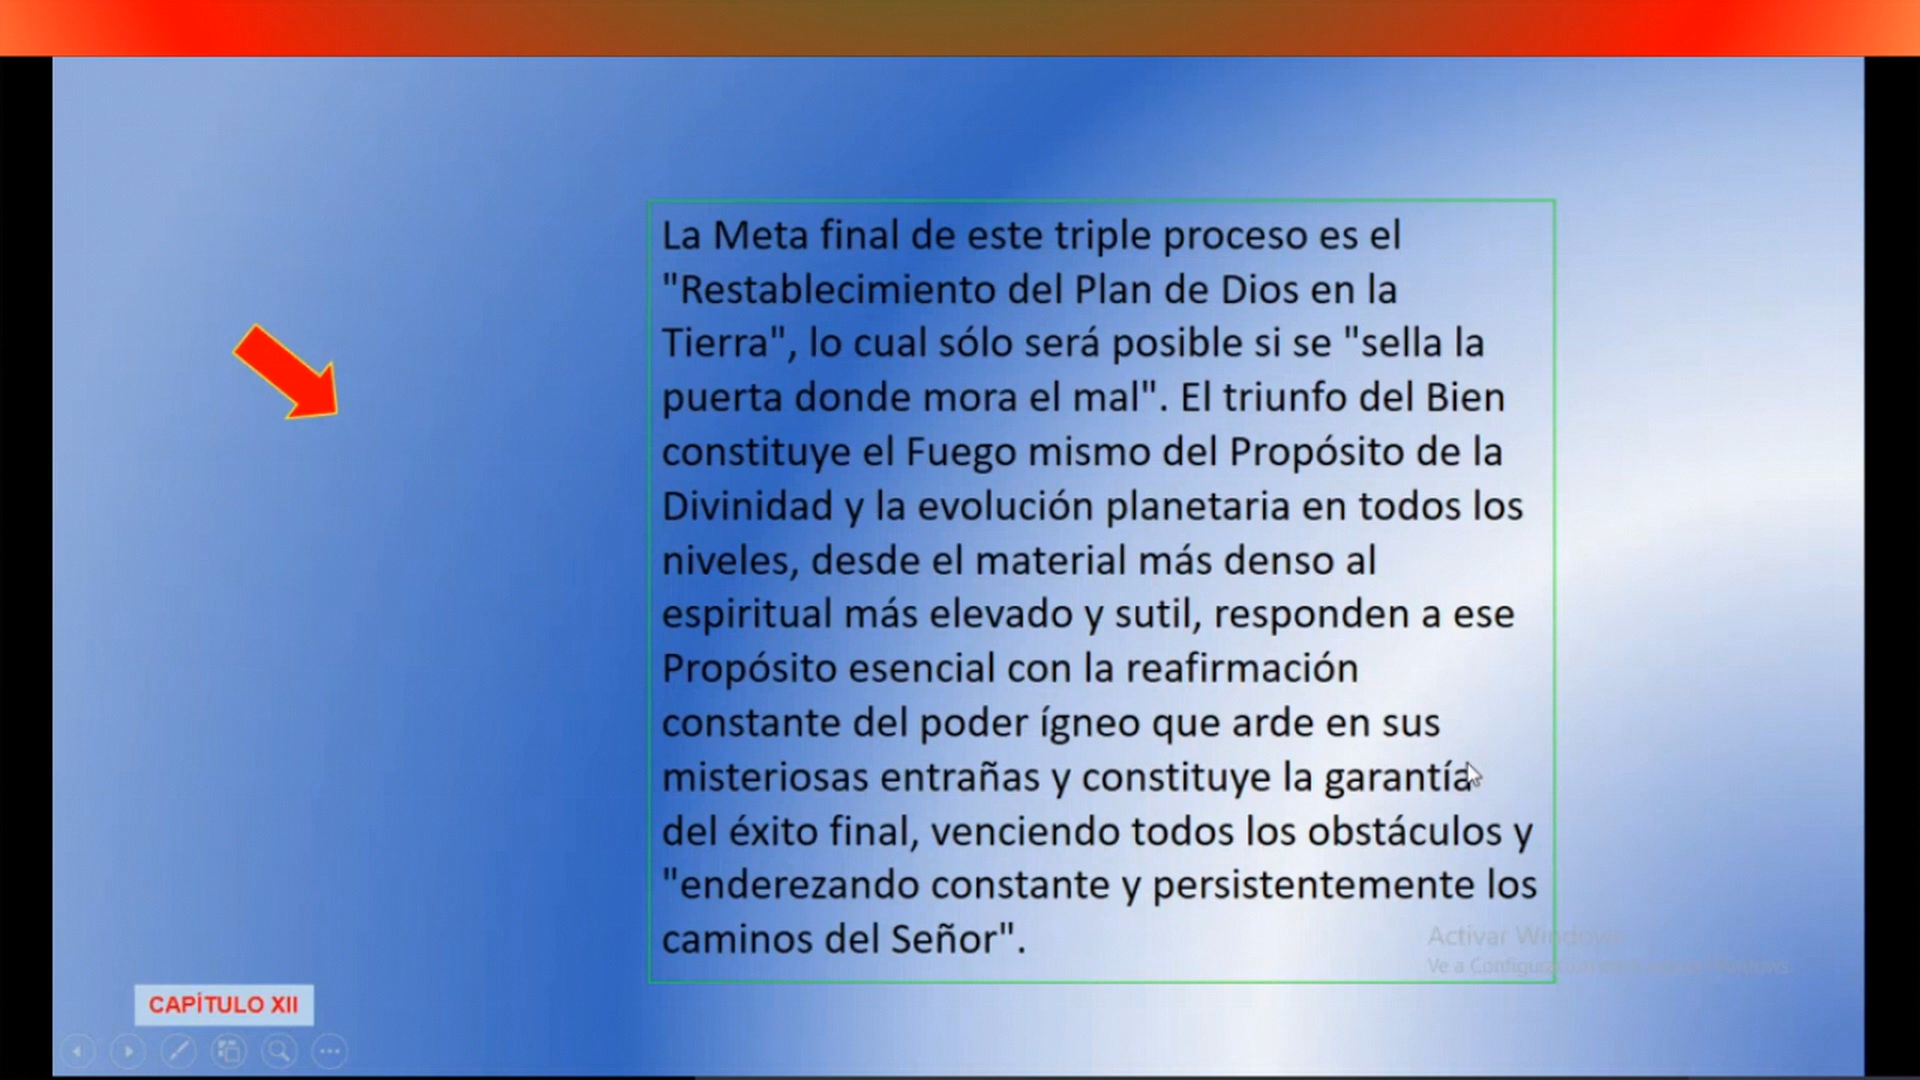 La Meta final de este triple proceso es el
"Restablecimiento del Plan de Dios en la
Tierra", lo cual sólo será posible si se "sella la
puerta donde mora el mal". El triunfo del Bien
constituye el Fuego mismo del Propósito de la
Divinidad y la evolución planetaria en todos los
niveles, desde el material más denso al
espiritual más elevado y sutil, responden a ese
Propósito esencial con la reafirmación
constante del poder ígneo que arde en sus
misteriosas entrañas y constituye la garantía
del éxito final, venciendo todos los obstáculos y
"enderezando constante y persistentemente los
caminos del Señor".
Activar Windows
Ve a
CAPÍTULO XII